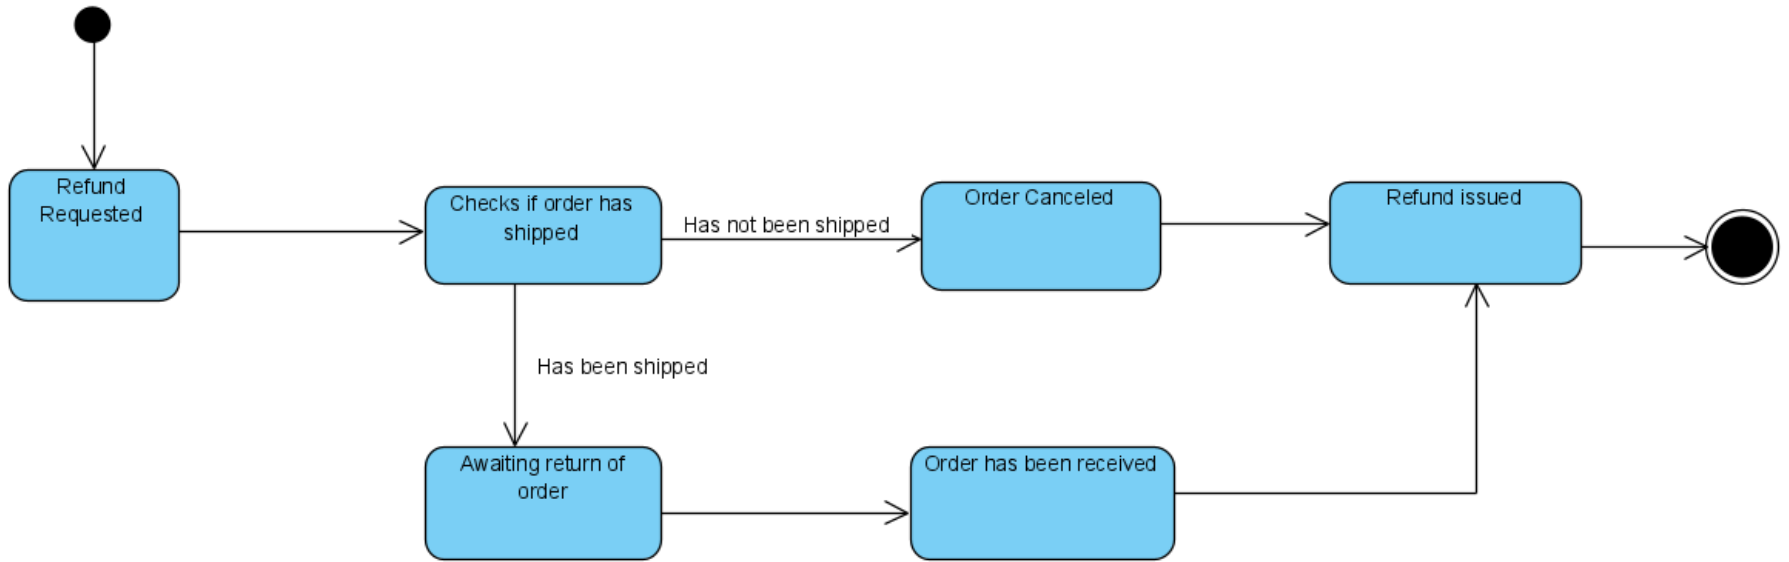 Refund
Requested
Checks if order has
shipped
Has not been shipped
Order Canceled
Refund issued
Has been shipped
Awaiting return of
order
Order has been received